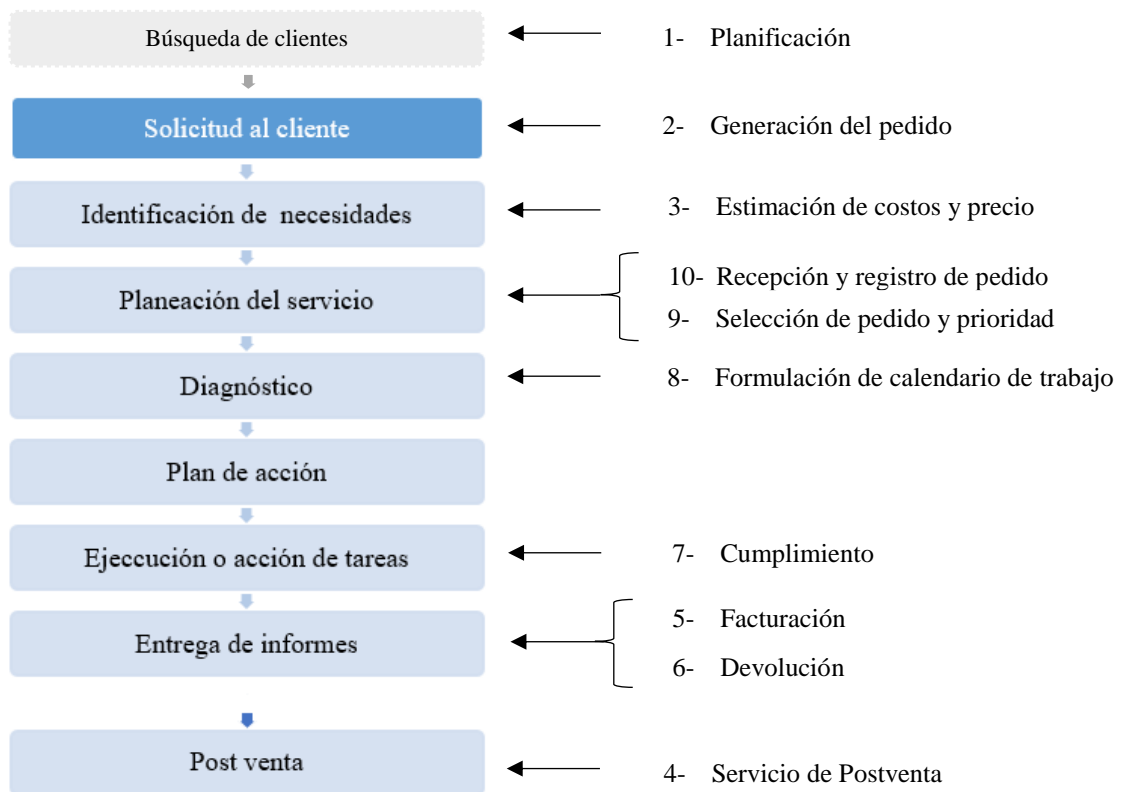 Búsqueda de clientes
1- Planificación
Solicitud al cliente
2- Generación del pedido
Identificación de necesidades
3- Estimación de costos y precio
Planeación del servicio
10- Recepción y registro de pedido
9- Selección de pedido y prioridad
Diagnóstico
8- Formulación de calendario de trabajo
Plan de acción
Ejeccución o acción de tareas
7- Cumplimiento
Entrega de informes
5- Facturación
6- Devolución
Post venta
4- Servicio de Postventa